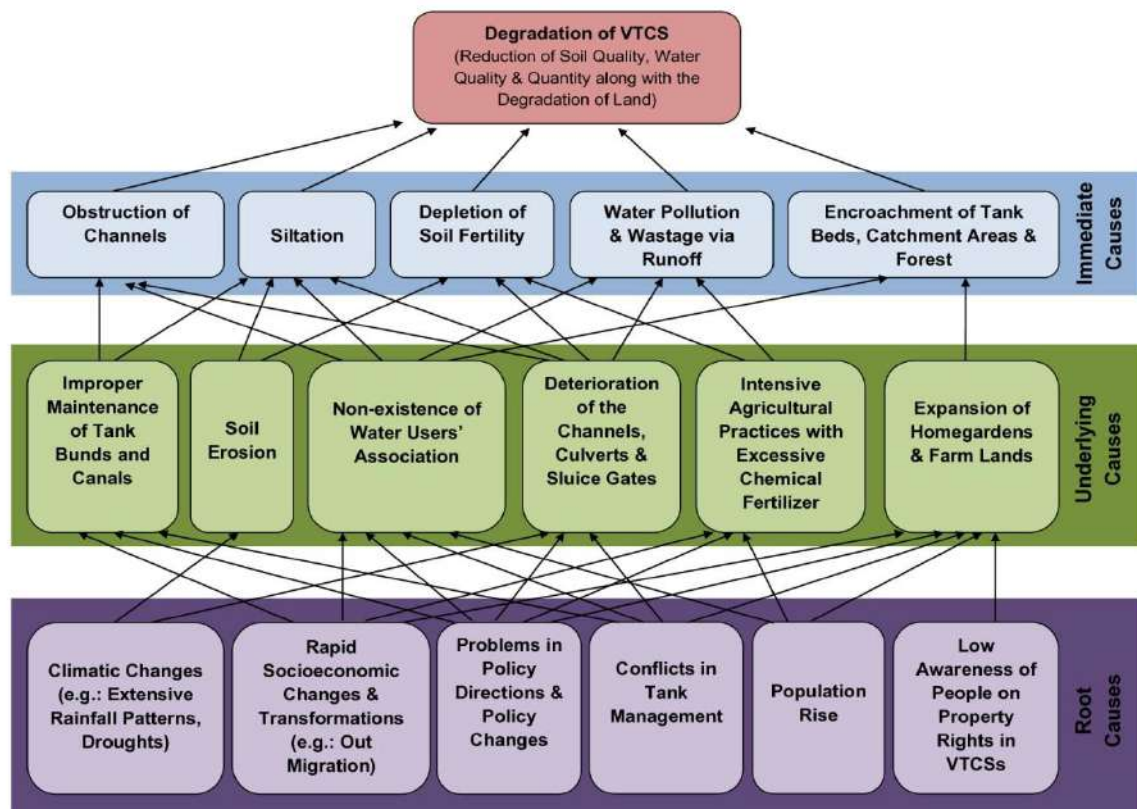 Degradation of VTCS
(Reduction of Soil Quality, Water
Quality & Quantity along with the
Degradation of Land)
Obstruction of
Channels
Siltation
Depletion of
Soil Fertility
Water Pollution
& Wastage via
Runoff
Encroachment of Tank
Beds, Catchment Areas &
Forest
Immediate
Causes
Improper
Maintenance
of Tank
Bunds and
Canals
Soil
Erosion
Non-existence of
Water Users'
Association
Deterioration
of the
Channels,
Culverts &
Sluice Gates
Intensive
Agricultural
Practices with
Excessive
Chemical
Fertilizer
Expansion of
Homegardens
& Farm Lands
Underlying
Causes
Climatic Changes
(e.g.: Extensive
Rainfall Patterns,
Droughts)
Rapid
Socioeconomic
Changes &
Transformations
(e.g.: Out
Migration)
Problems in
Policy
Directions &
Policy
Changes
Conflicts in
Tank
Management
Population
Rise
Low
Awareness of
People on
Property
Rights in
VTCSs
Root
Causes